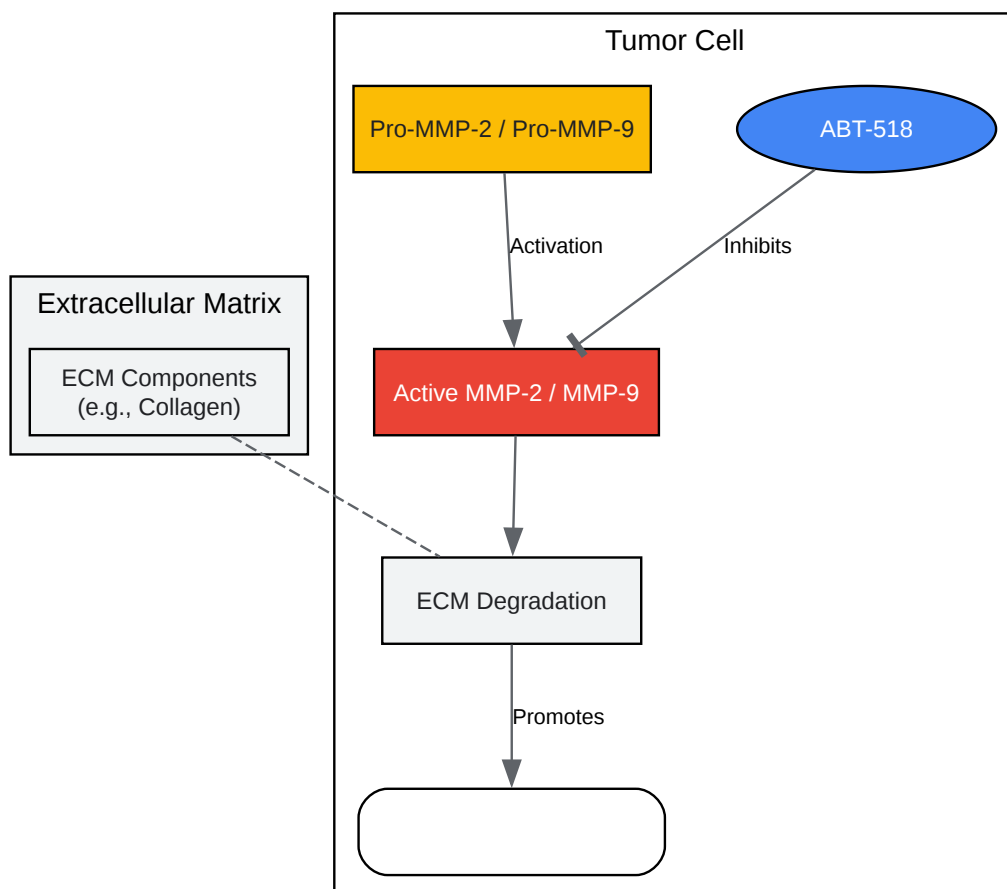 Tumor Cell
Pro-MMP-2 / Pro-MMP-9
ABT-518
Activation
Inhibits
Extracellular Matrix
ECM Components
(e.g., Collagen)
Active MMP-2 / MMP-9
ECM Degradation
Promotes